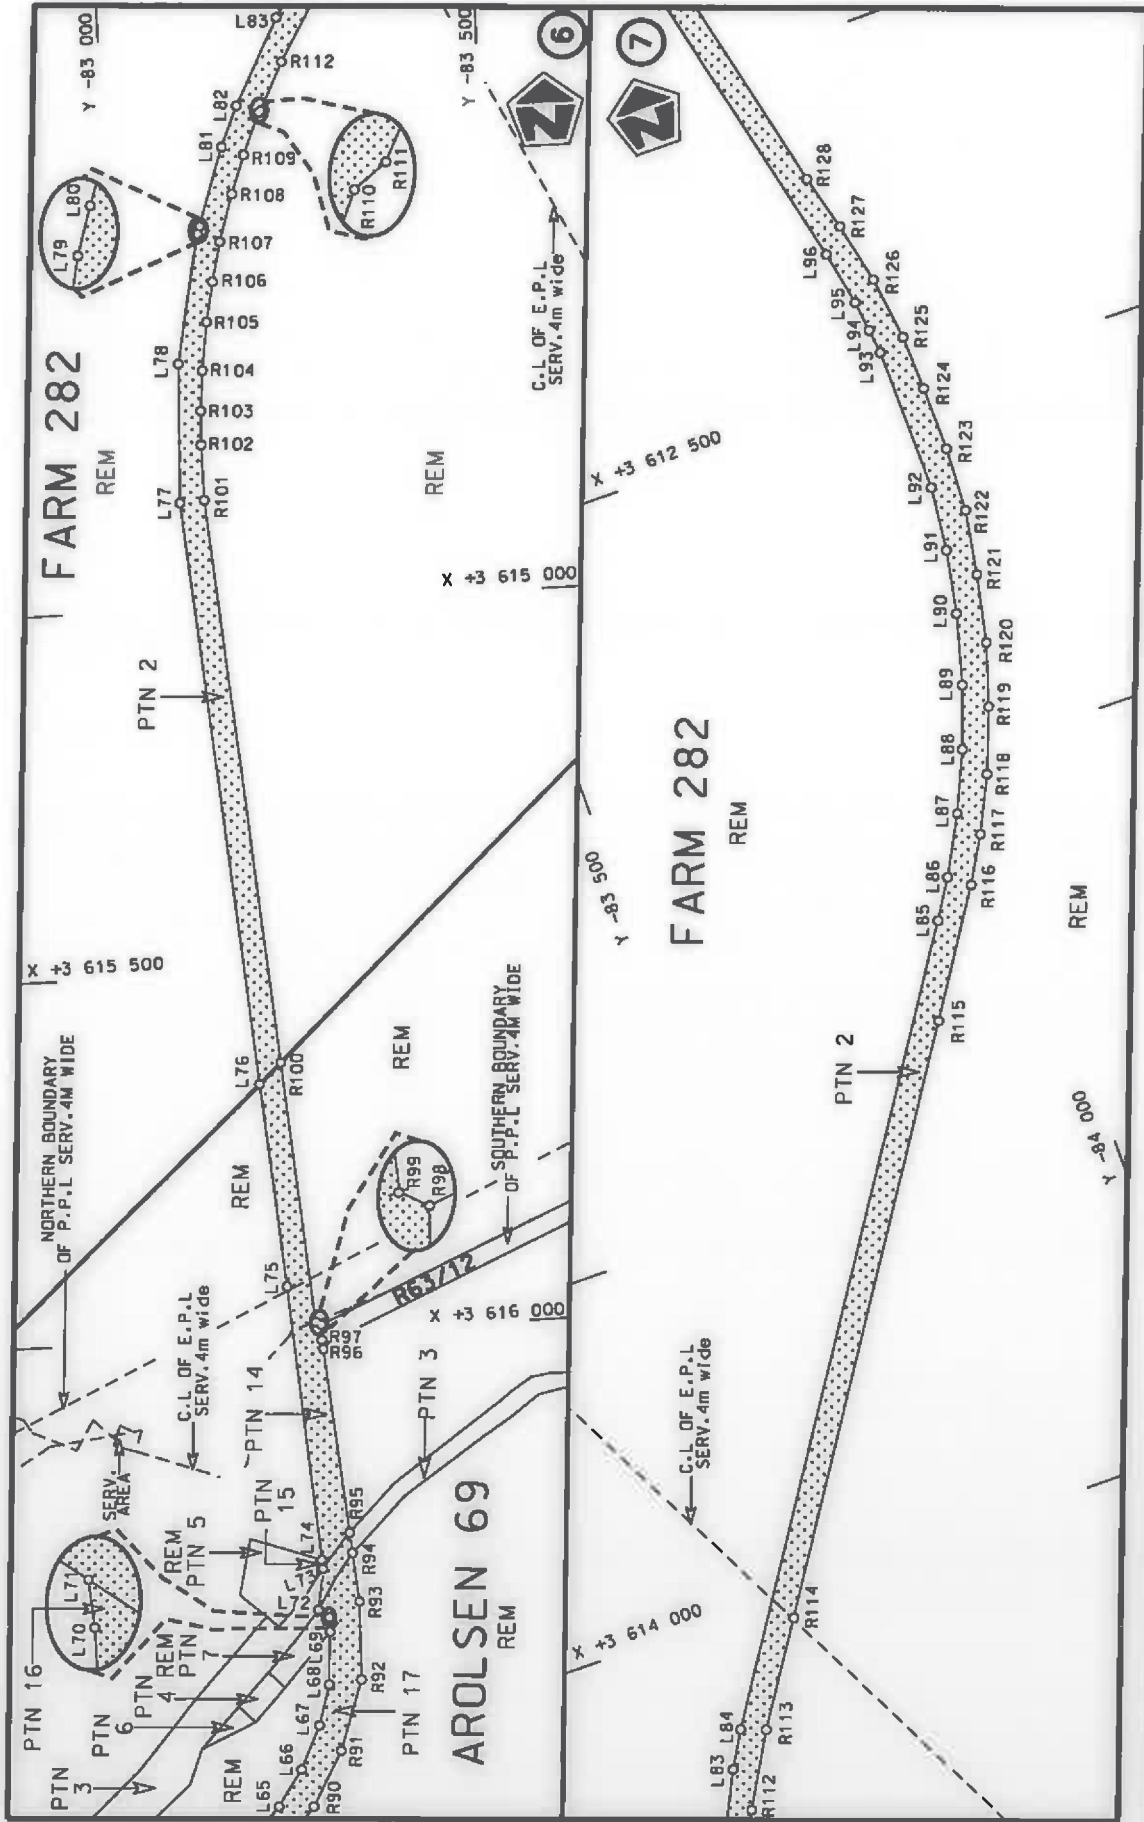 Y -83 000
Y -83 500
FARM 282
REM
REM
L83
R112
L82
L81
R109
R108
R107
R106
R105
R104
R103
R102
R101
L78
L77
L79
L80
R110
R111
C.L OF E.P.L
SERV.4m wide
6
N
X +3 615 000
PTN 2
X +3 615 500
NORTHERN BOUNDARY
OF P.P.L SERV.4M WIDE
L76
R100
REM
REM
SOUTHERN BOUNDARY
OF P.P.L SERV.4M WIDE
R99
R98
R63/12
L75
X +3 616 000
R97
R96
PTN 14
PTN 3
C.L OF E.P.L
SERV.4m wide
SERV.
AREA
PTN
15
REM
PTN 5
L74
L73
L72
R95
R94
R93
R92
L71
L70
PTN 16
L69
L68
L67
L66
L65
REM
PTN
7
PTN
4
PTN
6
PTN
3
REM
R91
R90
PTN 17
AROLSEN 69
REM
7
N
R128
R127
R126
R125
R124
R123
R122
R121
R120
R119
R118
R117
R116
R115
L96
L95
L94
L93
L92
L91
L90
L89
L88
L87
L86
L85
X +3 612 500
FARM 282
REM
REM
Y -83 500
PTN 2
Y -84 000
C.L OF E.P.L
SERV.4m wide
X +3 614 000
R114
R113
R112
L84
L83